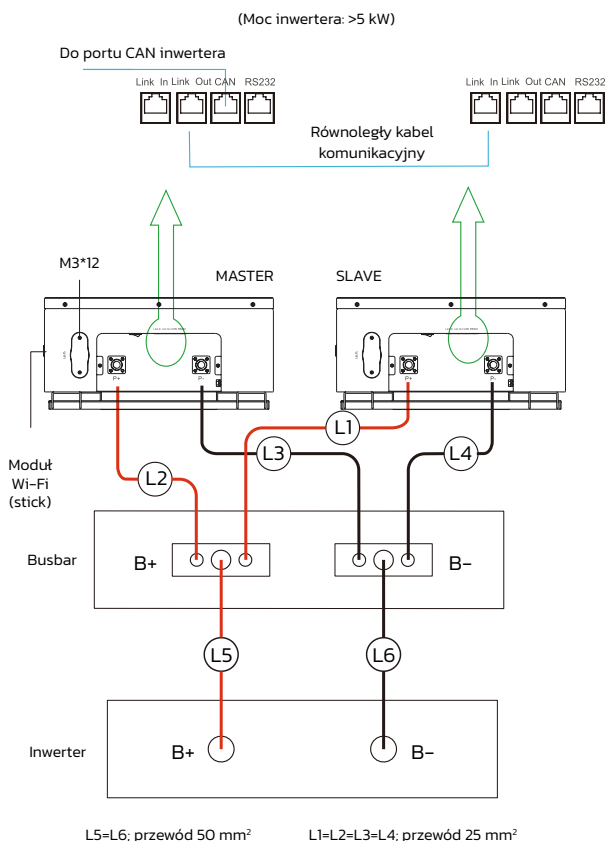 (Moc inwertera: >5 kW)
Do portu CAN inwertera
Link In Link Out CAN RS232
Link In Link Out CAN RS232
Równoległy kabel
komunikacyjny
M3*12
MASTER
SLAVE
P+
P-
P+
P-
L1
L3
L4
L2
Moduł
Wi-Fi
(stick)
Busbar
B+
B-
L5
L6
Inwerter
B+
B-
L5=L6; przewód 50 mm²
L1=L2=L3=L4; przewód 25 mm²